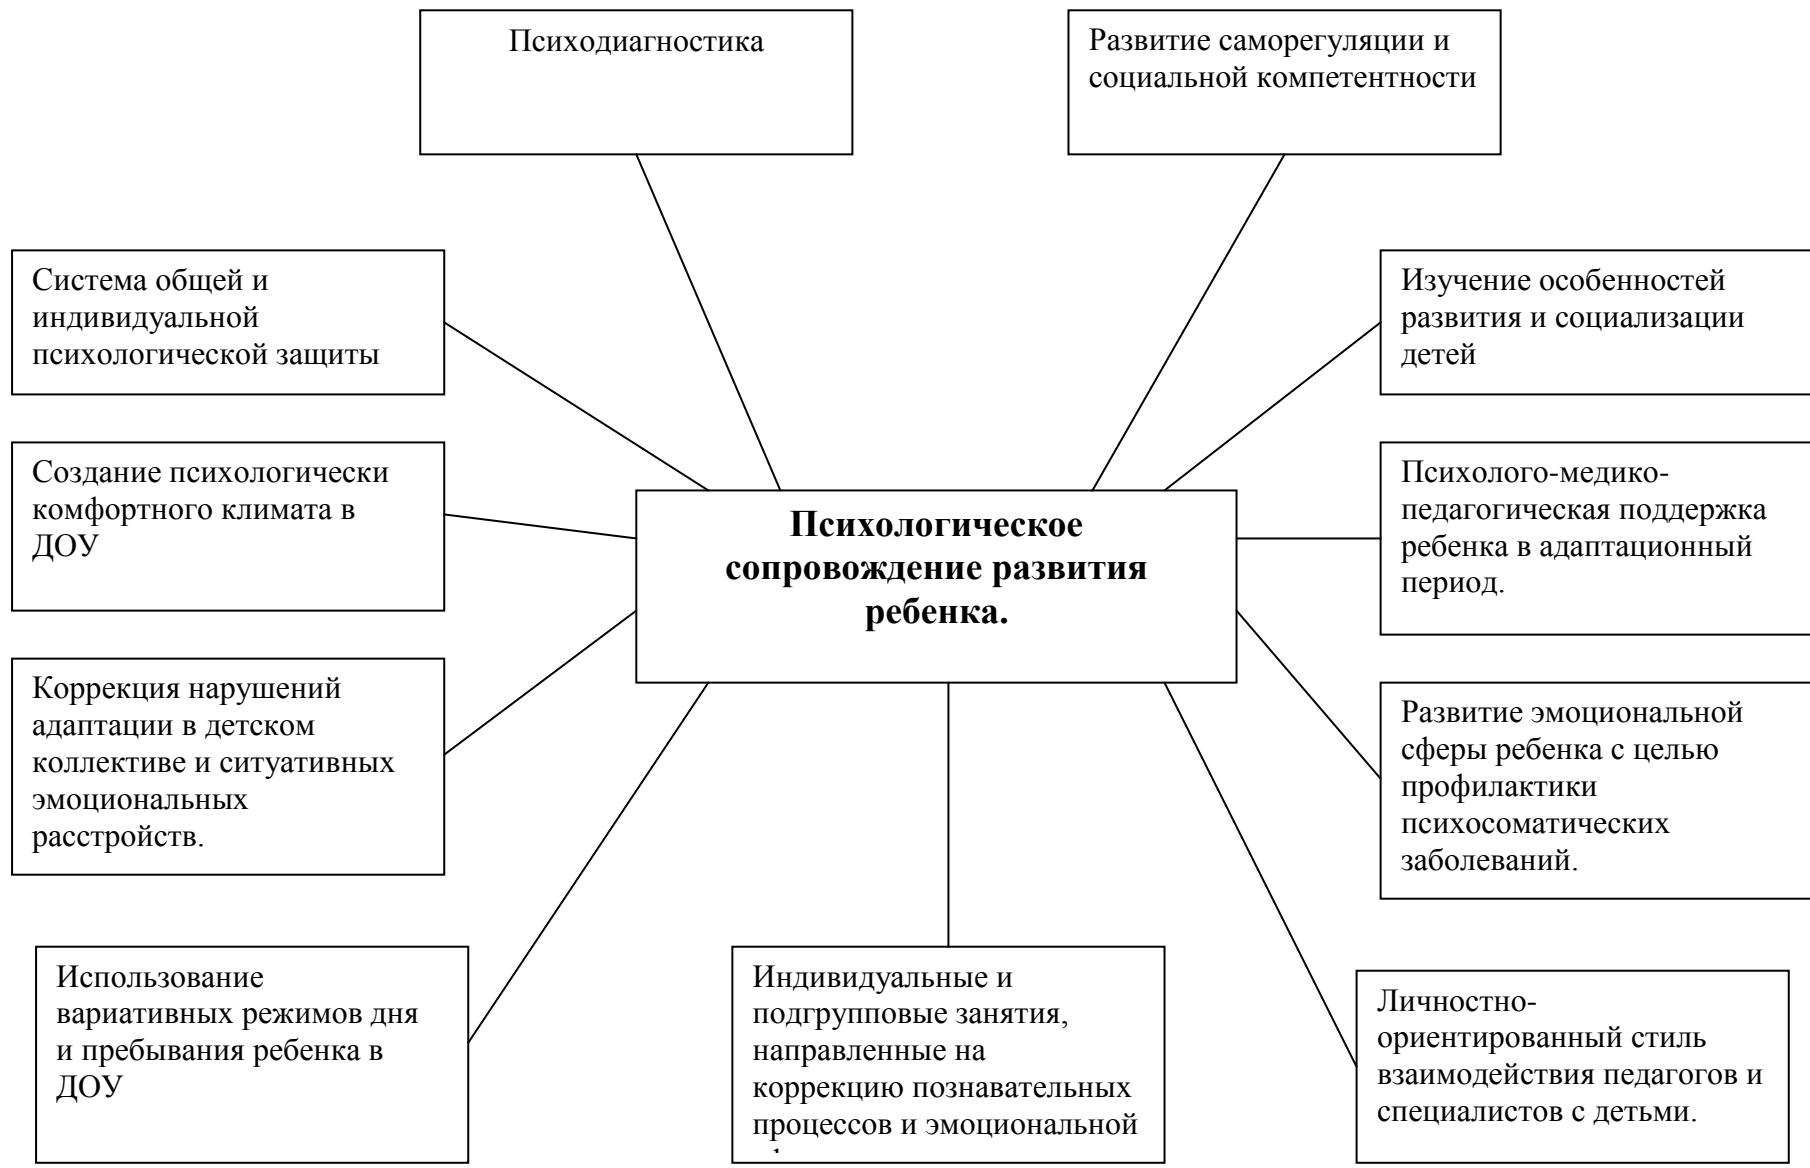 Психодиагностика
Развитие саморегуляции и
социальной компетентности
Система общей и
индивидуальной
психологической защиты
Изучение особенностей
развития и социализации
детей
Создание психологически
комфортного климата в
ДОУ
Психолого-медико-
педагогическая поддержка
ребенка в адаптационный
период.
Психологическое
сопровождение развития
ребенка.
Коррекция нарушений
адаптации в детском
коллективе и ситуативных
эмоциональных
расстройств.
Развитие эмоциональной
сферы ребенка с целью
профилактики
психосоматических
заболеваний.
Использование
вариативных режимов дня
и пребывания ребенка в
ДОУ
Индивидуальные и
подгрупповые занятия,
направленные на
коррекцию познавательных
процессов и эмоциональной
Личностно-
ориентированный стиль
взаимодействия педагогов и
специалистов с детьми.